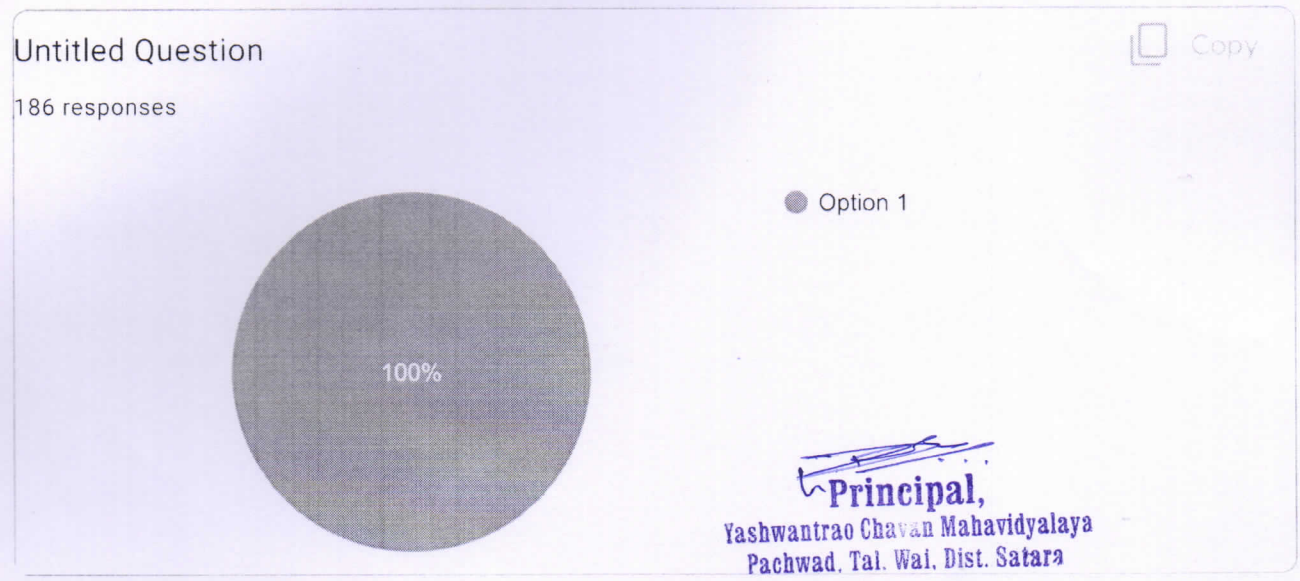 Untitled Question
Copy
186 responses
Option 1
100%
Principal,
Yashwantrao Chavan Mahavidyalaya
Pachwad, Tal. Wai, Dist. Satara